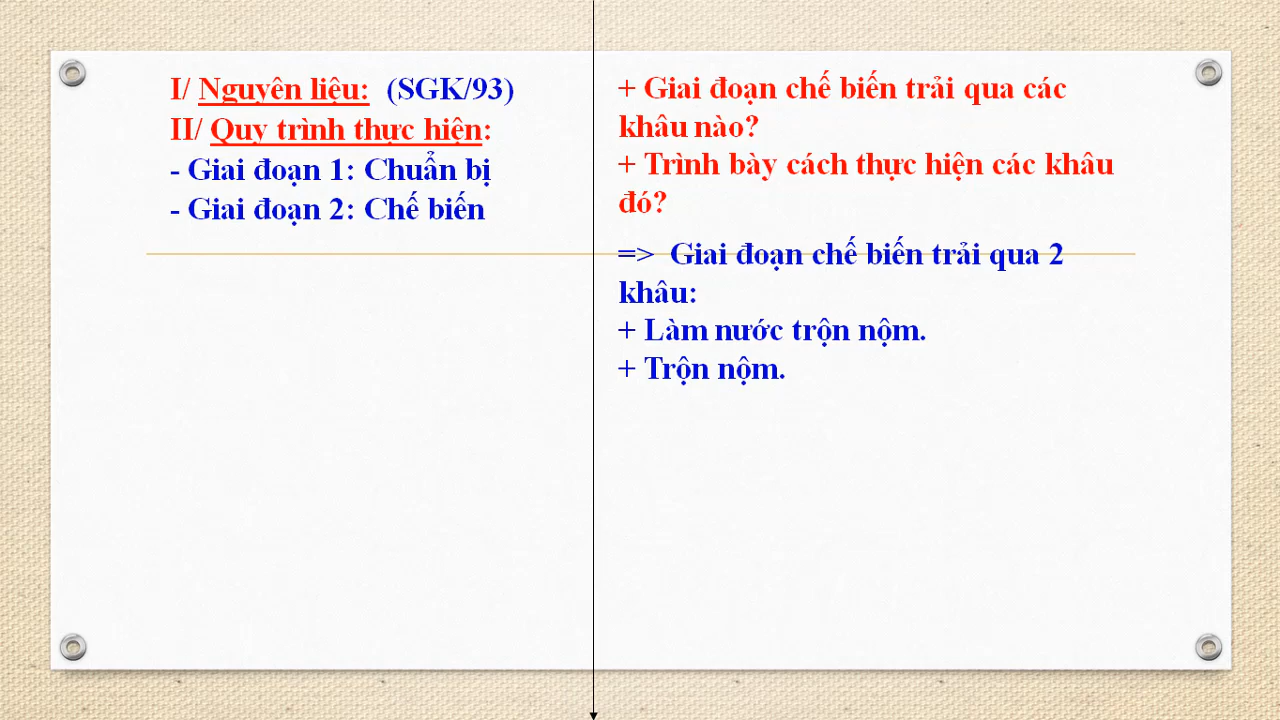 I/ Nguyên liệu: (SGK/93)
II/ Quy trình thực hiện:
- Giai đoạn 1: Chuẩn bị
- Giai đoạn 2: Chế biến
+ Giai đoạn chế biến trải qua các
khâu nào?
+ Trình bày cách thực hiện các khâu
đó?
=> Giai đoạn chế biến trải qua 2
khâu:
+ Làm nước trộn nộm.
+ Trộn nộm.